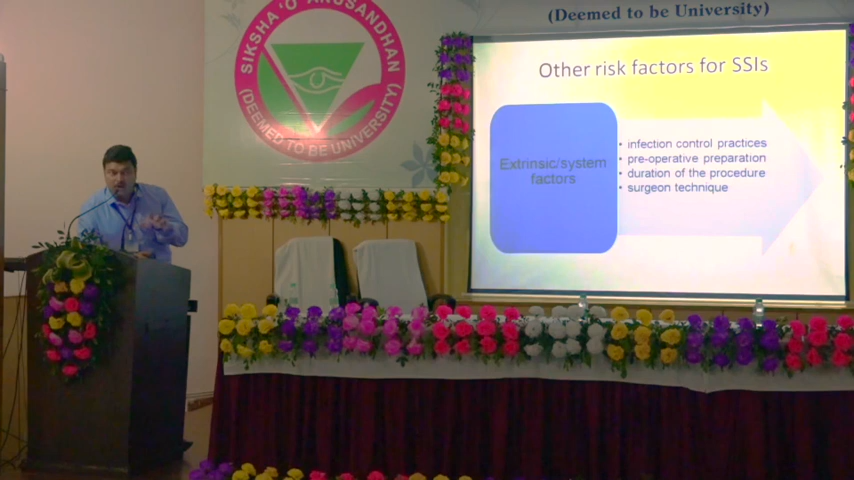 SIKSHA 'O' ANUSANDHAN
(DEEMED TO BE UNIVERSITY)
(Deemed to be University)
Other risk factors for SSIs
Extrinsic/system
factors
• infection control practices
• pre-operative preparation
• duration of the procedure
• surgeon technique